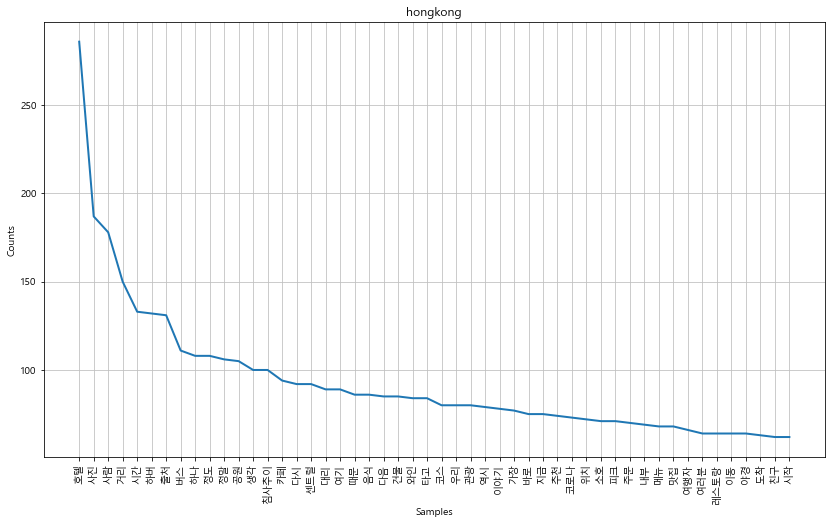 hongkong
Counts
250
200
150
100
호텔
사진
사람
거리
시간
하버
출처
버스
하나
정도
정말
공원
생각
침사추이
카페
다시
센트럴
대리
여기
때문
음식
다음
건물
와인
타고
코스
우리
관광
역시
이야기
가장
바로
지금
추천
코로나
위치
소호
피크
주문
내부
메뉴
맛집
여행자
여러분
레스토랑
이동
야경
도착
친구
시작
Samples